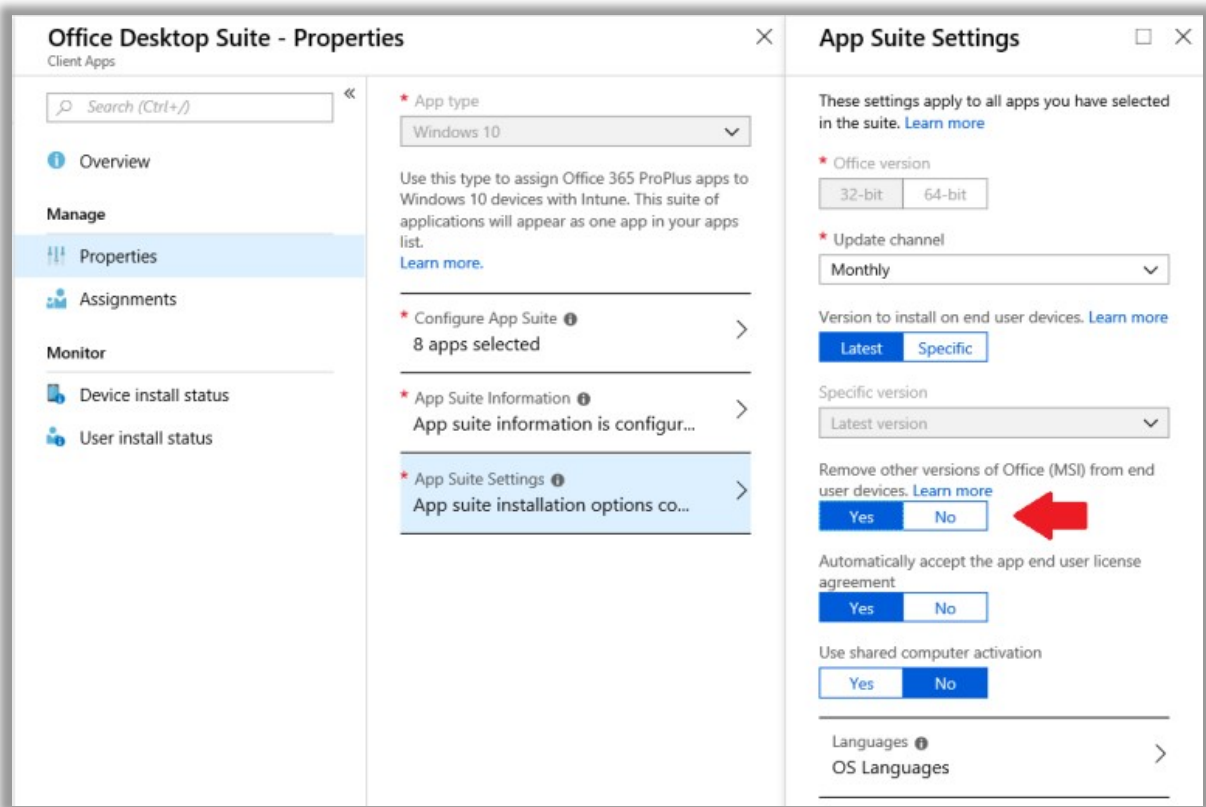 Office Desktop Suite - Properties
Client Apps
Search (Ctrl+/)
Overview
Manage
Properties
Assignments
Monitor
Device install status
User install status
* App type
Windows 10
Use this type to assign Office 365 ProPlus apps to
Windows 10 devices with Intune. This suite of
applications will appear as one app in your apps
list.
Learn more.
* Configure App Suite
8 apps selected
* App Suite Information
App suite information is configur...
* App Suite Settings
App suite installation options co...
App Suite Settings
These settings apply to all apps you have selected
in the suite. Learn more
* Office version
32-bit 64-bit
* Update channel
Monthly
Version to install on end user devices. Learn more
Latest Specific
Specific version
Latest version
Remove other versions of Office (MSI) from end
user devices. Learn more
Yes No
Automatically accept the app end user license
agreement
Yes No
Use shared computer activation
Yes No
Languages
OS Languages